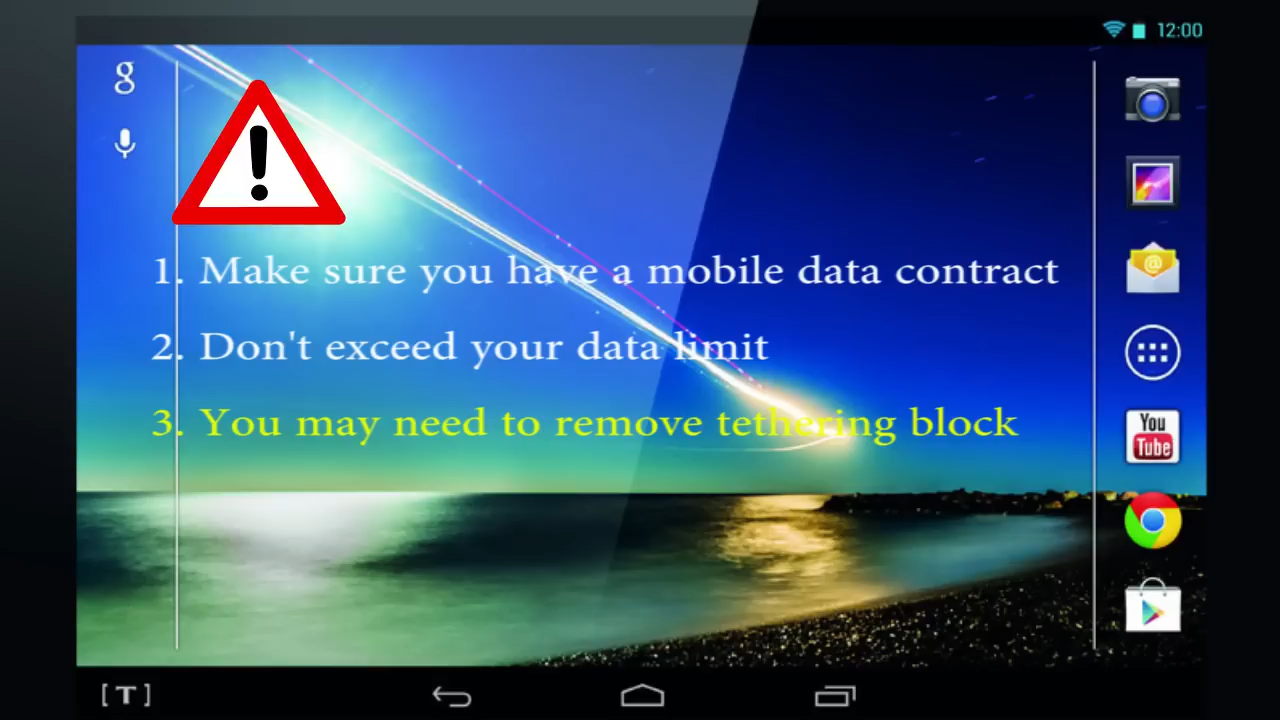 12:00
g
!
1. Make sure you have a mobile data contract
2. Don't exceed your data limit
3. You may need to remove tethering block
@
You
Tube
[T]